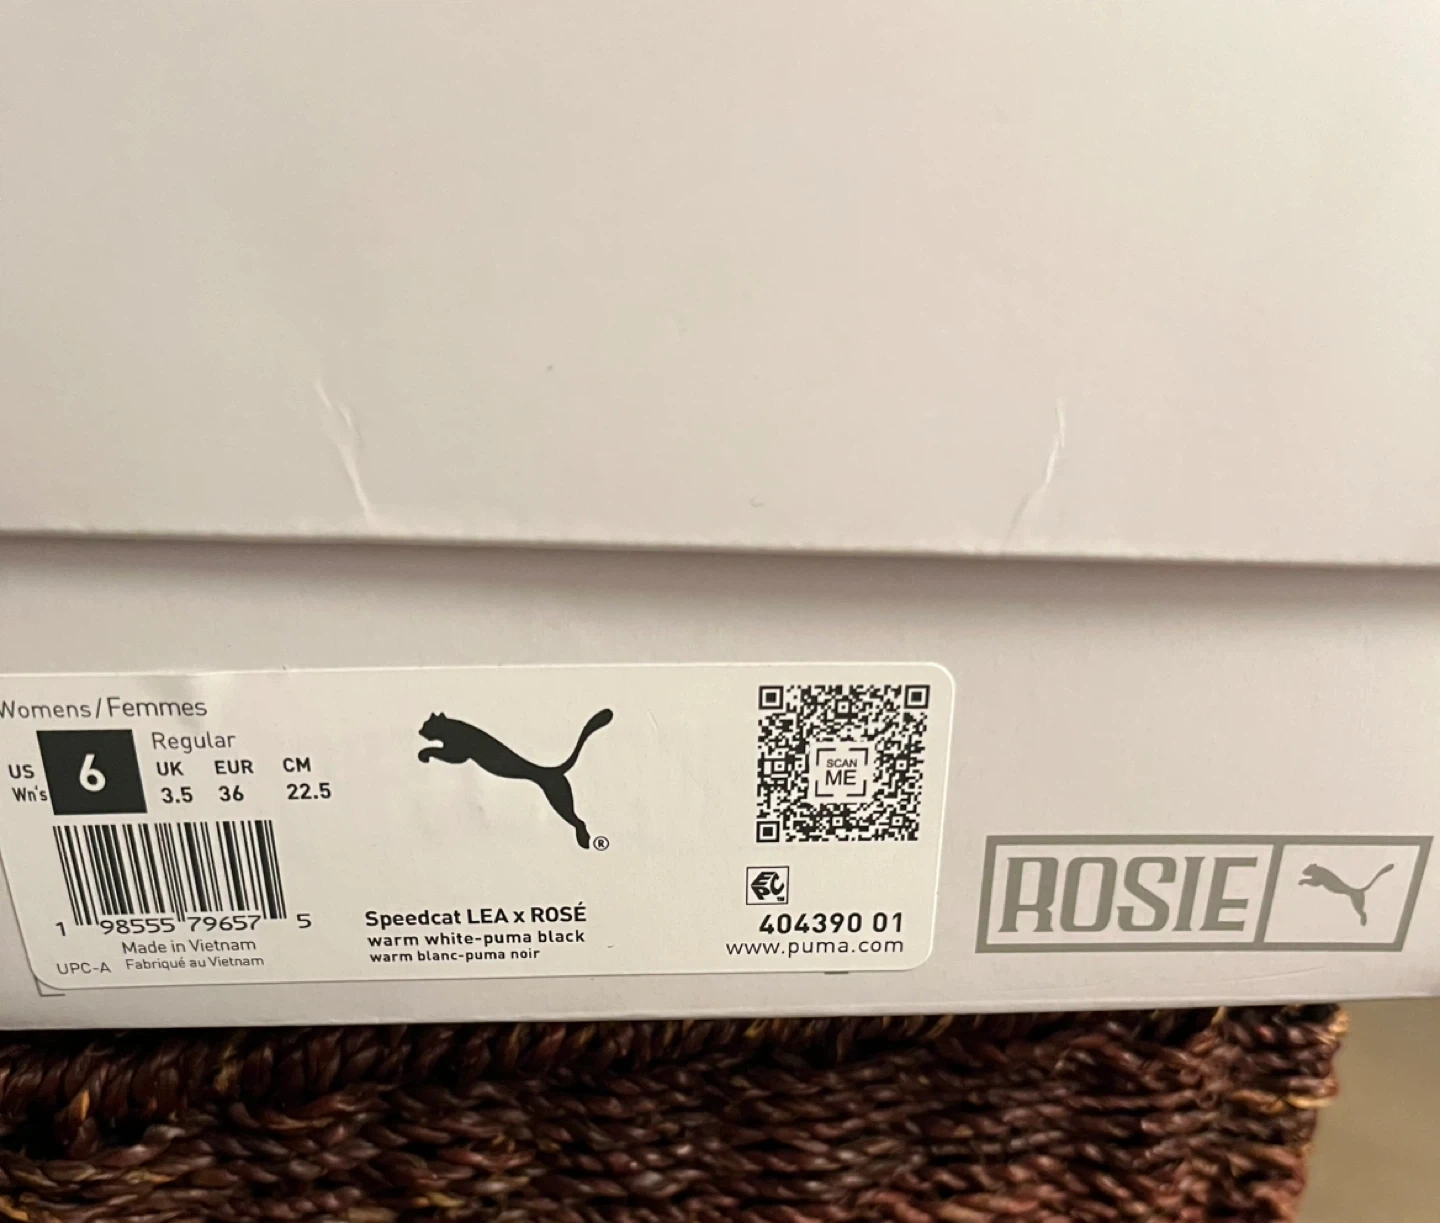 Womens/Femmes
US
Wn's
6
Regular
UK EUR CM
3.5 36 22.5
1 98555 79657 5
Made in Vietnam
UPC-A Fabriqué au Vietnam
®
Speedcat LEA x ROSÉ
warm white-puma black
warm blanc-puma noir
SCAN
ME
EPC
™
404390 01
www.puma.com
ROSIE